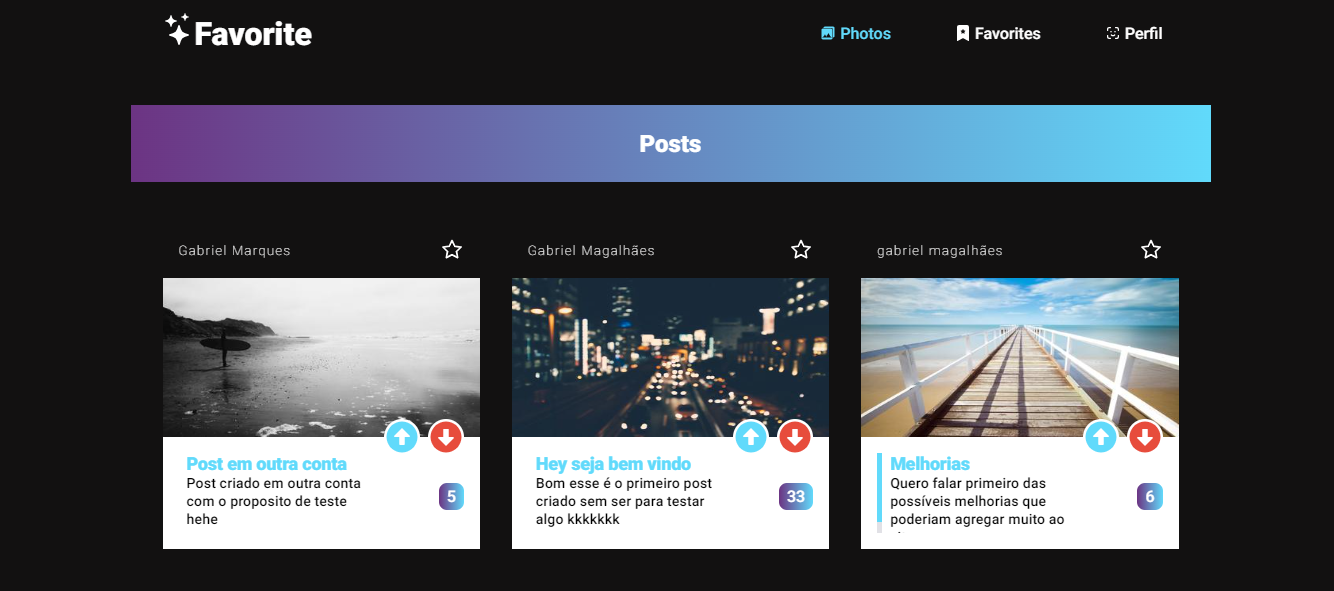 Favorite
Photos
Favorites
Perfil
Posts
Gabriel Marques
Gabriel Magalhães
gabriel magalhães
Post em outra conta
Post criado em outra conta
com o proposito de teste
hehe
5
Hey seja bem vindo
Bom esse é o primeiro post
criado sem ser para testar
algo kkkkkkk
33
Melhorias
Quero falar primeiro das
possíveis melhorias que
poderiam agregar muito ao
6